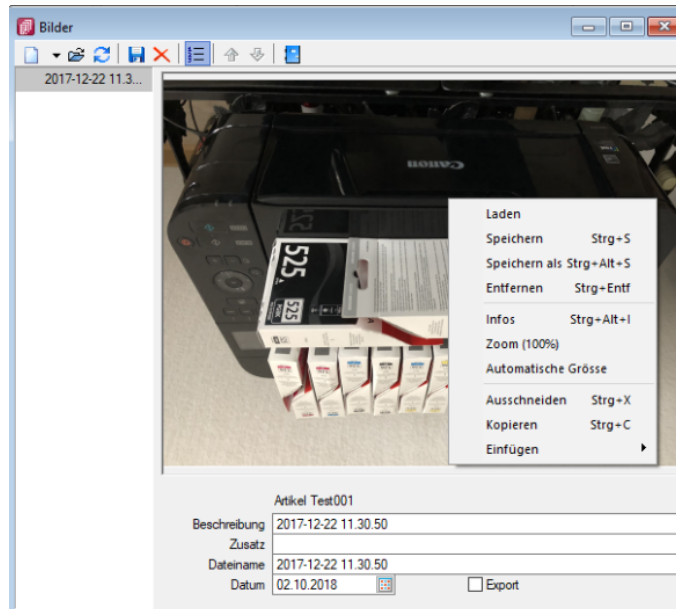 Bilder
2017-12-22 11.3...
Canon
525
525
PGBK
Laden
Speichern Strg+S
Speichern als Strg+Alt+S
Entfernen Strg+Entf
Infos Strg+Alt+I
Zoom (100%)
Automatische Grösse
Ausschneiden Strg+X
Kopieren Strg+C
Einfügen
Artikel Test001
Beschreibung 2017-12-22 11.30.50
Zusatz
Dateiname 2017-12-22 11.30.50
Datum 02.10.2018 Export